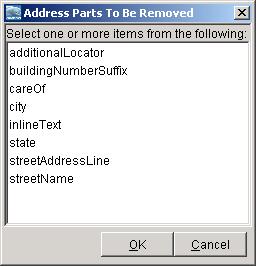 Address Parts To Be Removed
Select one or more items from the following:
additionalLocator
buildingNumberSuffix
careOf
city
inlineText
state
streetAddressLine
streetName
OK
Cancel